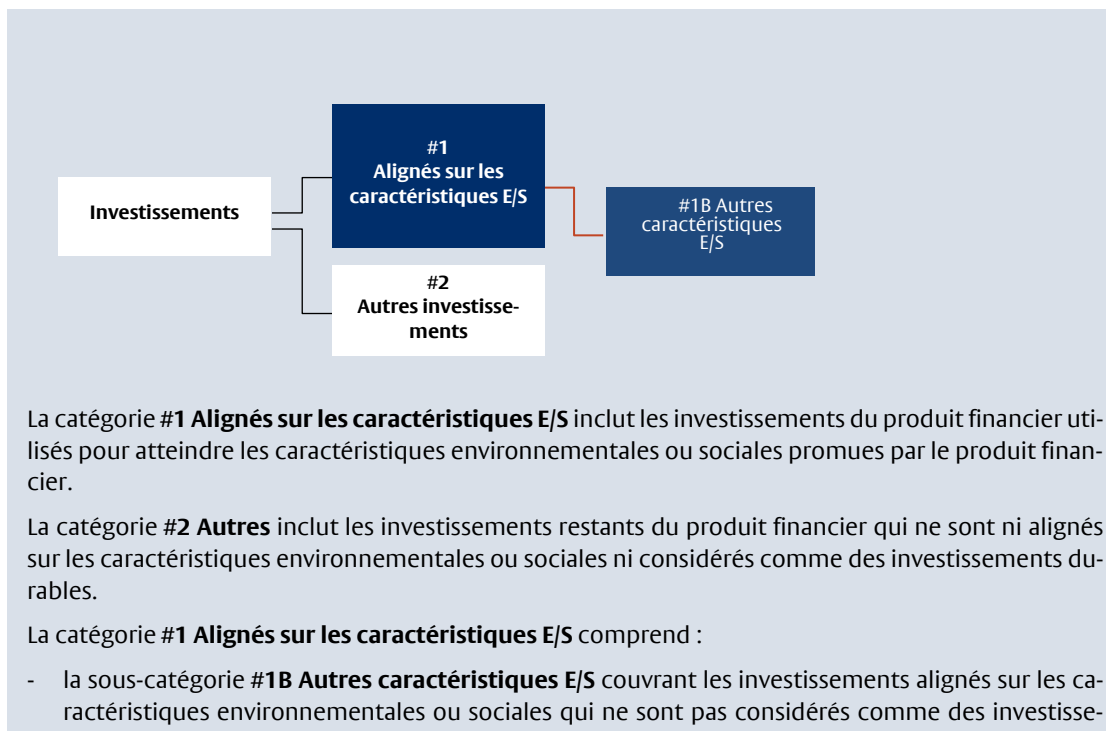 #1
Alignés sur les
caractéristiques E/S
Investissements
#1B Autres
caractéristiques
E/S
#2
Autres investisse-
ments
La catégorie #1 Alignés sur les caractéristiques E/S inclut les investissements du produit financier uti-
lisés pour atteindre les caractéristiques environnementales ou sociales promues par le produit finan-
cier.
La catégorie #2 Autres inclut les investissements restants du produit financier qui ne sont ni alignés
sur les caractéristiques environnementales ou sociales ni considérés comme des investissements du-
rables.
La catégorie #1 Alignés sur les caractéristiques E/S comprend :
- la sous-catégorie #1B Autres caractéristiques E/S couvrant les investissements alignés sur les ca-
ractéristiques environnementales ou sociales qui ne sont pas considérés comme des investisse-